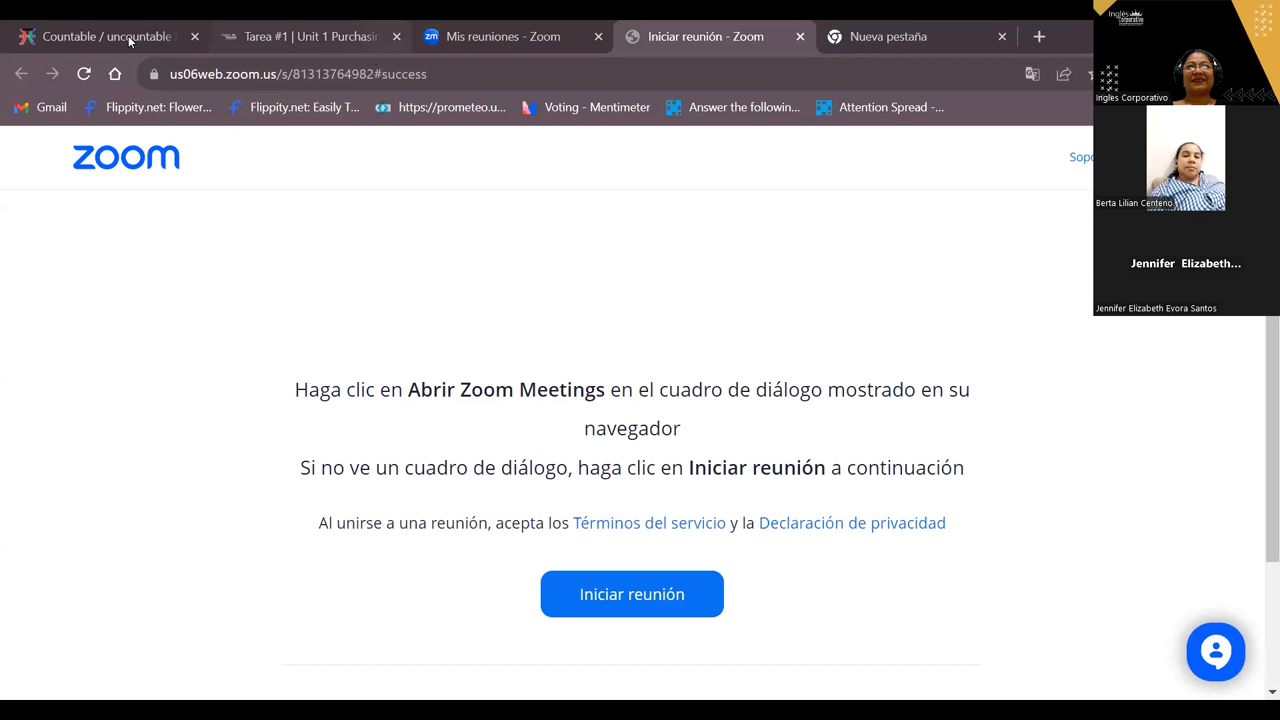 Countable / uncountable
Tarea #1 | Unit 1 Purchasin
Mis reuniones - Zoom
Iniciar reunión - Zoom
Nueva pestaña
us06web.zoom.us/s/81313764982#success
Gmail
Flippity.net: Flower...
Flippity.net: Easily T...
https://prometeo.u...
Voting - Mentimeter
Answer the followin...
Attention Spread -...
zoom
Sopo
Haga clic en Abrir Zoom Meetings en el cuadro de diálogo mostrado en su
navegador
Si no ve un cuadro de diálogo, haga clic en Iniciar reunión a continuación
Al unirse a una reunión, acepta los Términos del servicio y la Declaración de privacidad
Iniciar reunión
Inglés
Corporativo
Ingles Corporativo
Berta Lilian Centeno
Jennifer Elizabeth...
Jennifer Elizabeth Evora Santos